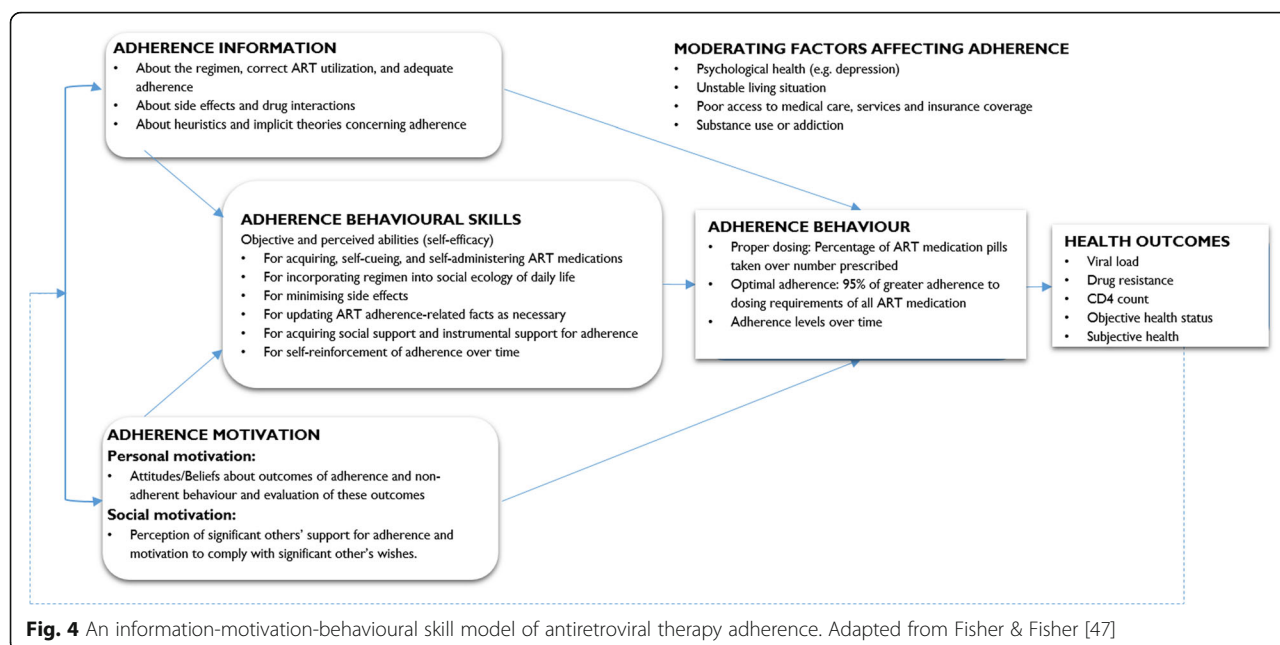 ADHERENCE INFORMATION
• About the regimen, correct ART utilization, and adequate
adherence
• About side effects and drug interactions
• About heuristics and implicit theories concerning adherence
MODERATING FACTORS AFFECTING ADHERENCE
• Psychological health (e.g. depression)
• Unstable living situation
• Poor access to medical care, services and insurance coverage
• Substance use or addiction
ADHERENCE BEHAVIOURAL SKILLS
Objective and perceived abilities (self-efficacy)
• For acquiring, self-cueing, and self-administering ART medications
• For incorporating regimen into social ecology of daily life
• For minimising side effects
• For updating ART adherence-related facts as necessary
• For acquiring social support and instrumental support for adherence
• For self-reinforcement of adherence over time
ADHERENCE BEHAVIOUR
• Proper dosing: Percentage of ART medication pills
taken over number prescribed
• Optimal adherence: 95% of greater adherence to
dosing requirements of all ART medication
• Adherence levels over time
HEALTH OUTCOMES
• Viral load
• Drug resistance
• CD4 count
• Objective health status
• Subjective health
ADHERENCE MOTIVATION
Personal motivation:
• Attitudes/Beliefs about outcomes of adherence and non-
adherent behaviour and evaluation of these outcomes
Social motivation:
• Perception of significant others' support for adherence and
motivation to comply with significant other's wishes.
Fig. 4 An information-motivation-behavioural skill model of antiretroviral therapy adherence. Adapted from Fisher & Fisher [47]